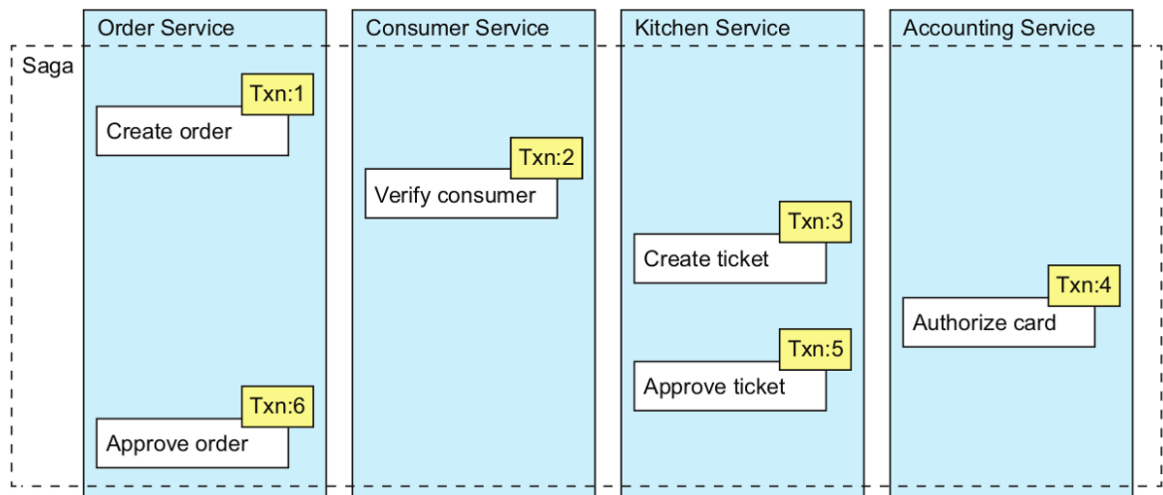 Order Service
Consumer Service
Kitchen Service
Accounting Service
Saga
Txn:1
Create order
Txn:2
Verify consumer
Txn:3
Create ticket
Txn:4
Authorize card
Txn:5
Approve ticket
Txn:6
Approve order